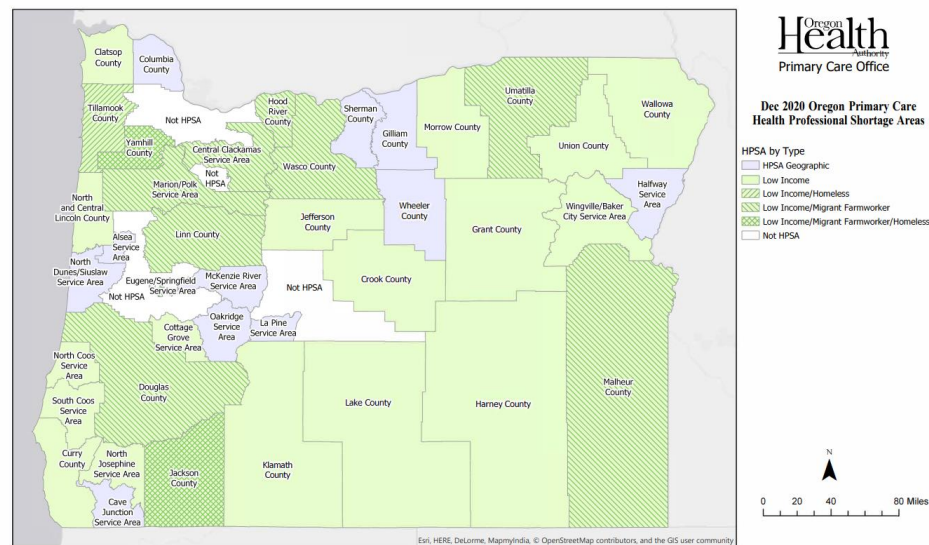 Clatsop
County
Columbia
County
Tillamook
County
Not HPSA
Hood
River
County
Sherman
County
Gilliam
County
Morrow County
Umatilla
County
Wallowa
County
Union County
Yamhill
County
Central Clackamas
Service Area
Not
HPSA
Wasco County
Marion/Polk
Service Area
North
and Central
Lincoln County
Wheeler
County
Halfway
Service
Area
Wingville/Baker
City Service Area
Jefferson
County
Grant County
Alsea
Service
Area
Linn County
North
Dunes/Siuslaw
Service Area
Eugene/Springfield
Service Area
Not HPSA
McKenzie River
Service Area
Not HPSA
Crook County
Oakridge
Service
Area
La Pine
Service Area
Cottage
Grove
Service Area
North Coos
Service
Area
Douglas
County
South Coos
Service
Area
Lake County
Harney County
Malheur
County
Curry
County
North
Josephine
Service Area
Jackson
County
Klamath
County
Cave
Junction
Service Area
Esri, HERE, DeLorme, MapmyIndia, © OpenStreetMap contributors, and the GIS user community
Oregon
Health
Authority
Primary Care Office
Dec 2020 Oregon Primary Care
Health Professional Shortage Areas
HPSA by Type
HPSA Geographic
Low Income
Low Income/Homeless
Low Income/Migrant Farmworker
Low Income/Migrant Farmworker/Homeless
Not HPSA
N
0 20 40 80 Miles